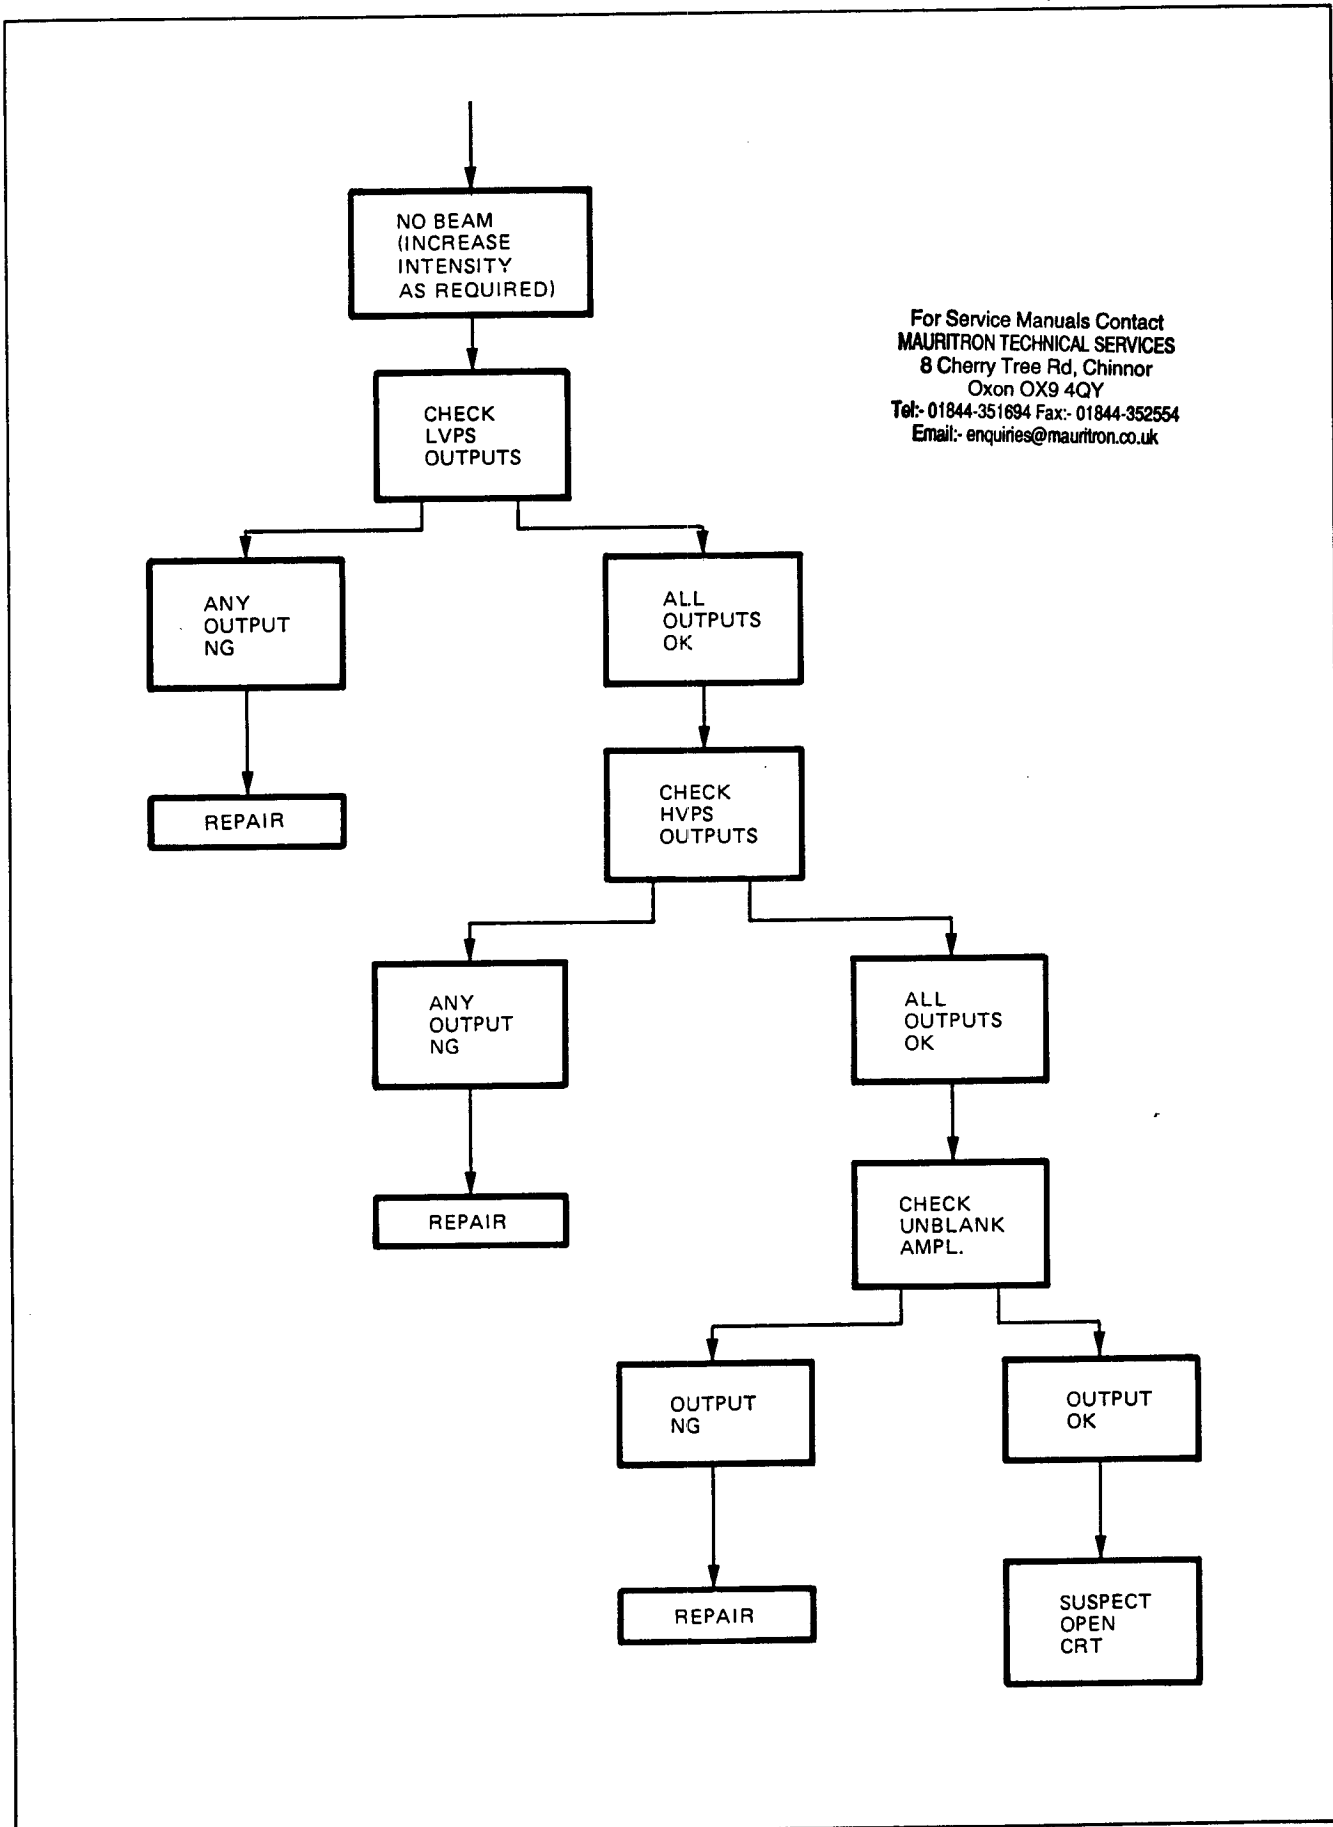 NO BEAM
(INCREASE
INTENSITY
AS REQUIRED)
For Service Manuals Contact
MAURITRON TECHNICAL SERVICES
8 Cherry Tree Rd, Chinnor
Oxon OX9 4QY
Tel:- 01844-351694 Fax:- 01844-352554
Email:- enquiries@mauritron.co.uk
CHECK
LVPS
OUTPUTS
ANY
OUTPUT
NG
ALL
OUTPUTS
OK
REPAIR
CHECK
HVPS
OUTPUTS
ANY
OUTPUT
NG
ALL
OUTPUTS
OK
REPAIR
CHECK
UNBLANK
AMPL.
OUTPUT
NG
OUTPUT
OK
REPAIR
SUSPECT
OPEN
CRT